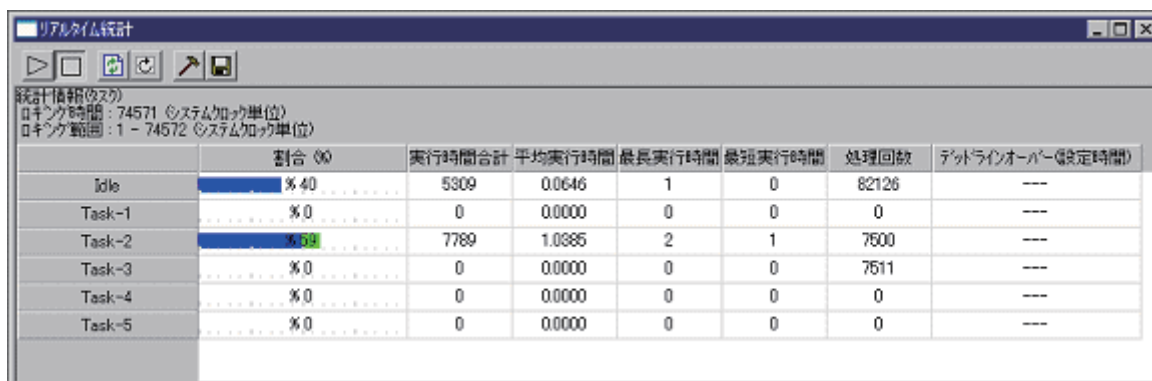 リアルタイム統計
統計情報(タスク)
ロギング時間 : 74571 (システムクロック単位)
ロギング範囲 : 1 - 74572 (システムクロック単位)
割合 (%) 実行時間合計 平均実行時間 最長実行時間 最短実行時間 処理回数 デッドラインオーバー(設定時間)
Idle % 40 5309 0.0646 1 0 82126 ---
Task-1 % 0 0 0.0000 0 0 0 ---
Task-2 % 59 7789 1.0385 2 1 7500 ---
Task-3 % 0 0 0.0000 0 0 7511 ---
Task-4 % 0 0 0.0000 0 0 0 ---
Task-5 % 0 0 0.0000 0 0 0 ---